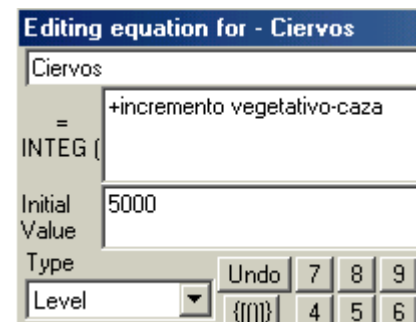 Editing equation for - Ciervos
Ciervos
= INTEG (
+incremento vegetativo-caza
Initial Value
5000
Type
Level
Undo 7 8 9
{[()]} 4 5 6